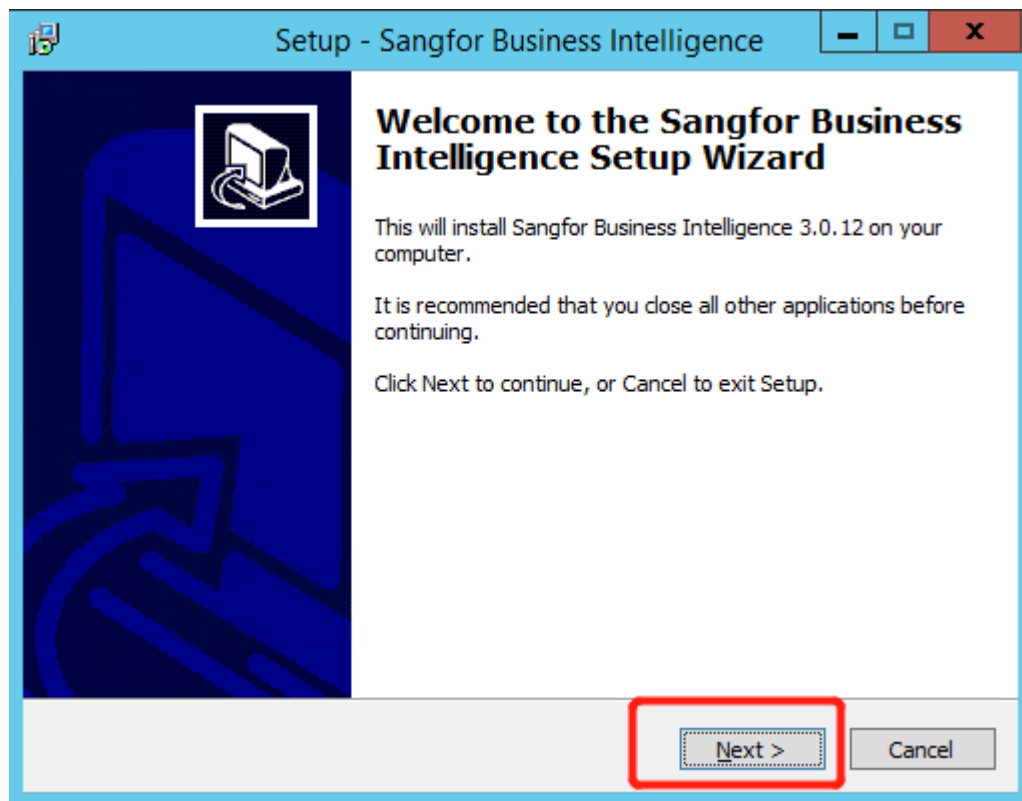 Setup - Sangfor Business Intelligence
Welcome to the Sangfor Business
Intelligence Setup Wizard
This will install Sangfor Business Intelligence 3.0.12 on your
computer.
It is recommended that you close all other applications before
continuing.
Click Next to continue, or Cancel to exit Setup.
Next >
Cancel